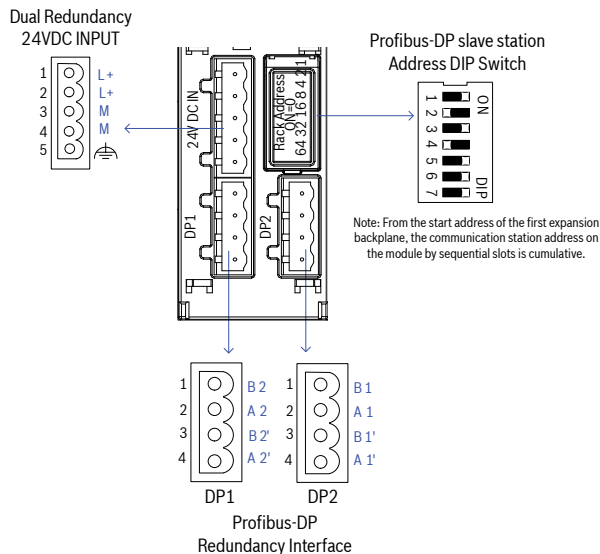 Dual Redundancy
24VDC INPUT
1 L+
2 L+
3 M
4 M
5
24V DC IN
Rack Address
ON=0
64 32 16 8 4 2 1
DP1
DP2
Profibus-DP slave station
Address DIP Switch
1 2 3 4 5 6 7
ON
DIP
Note: From the start address of the first expansion
backplane, the communication station address on
the module by sequential slots is cumulative.
1 B 2
2 A 2
3 B 2'
4 A 2'
DP1
1 B 1
2 A 1
3 B 1'
4 A 1'
DP2
Profibus-DP
Redundancy Interface